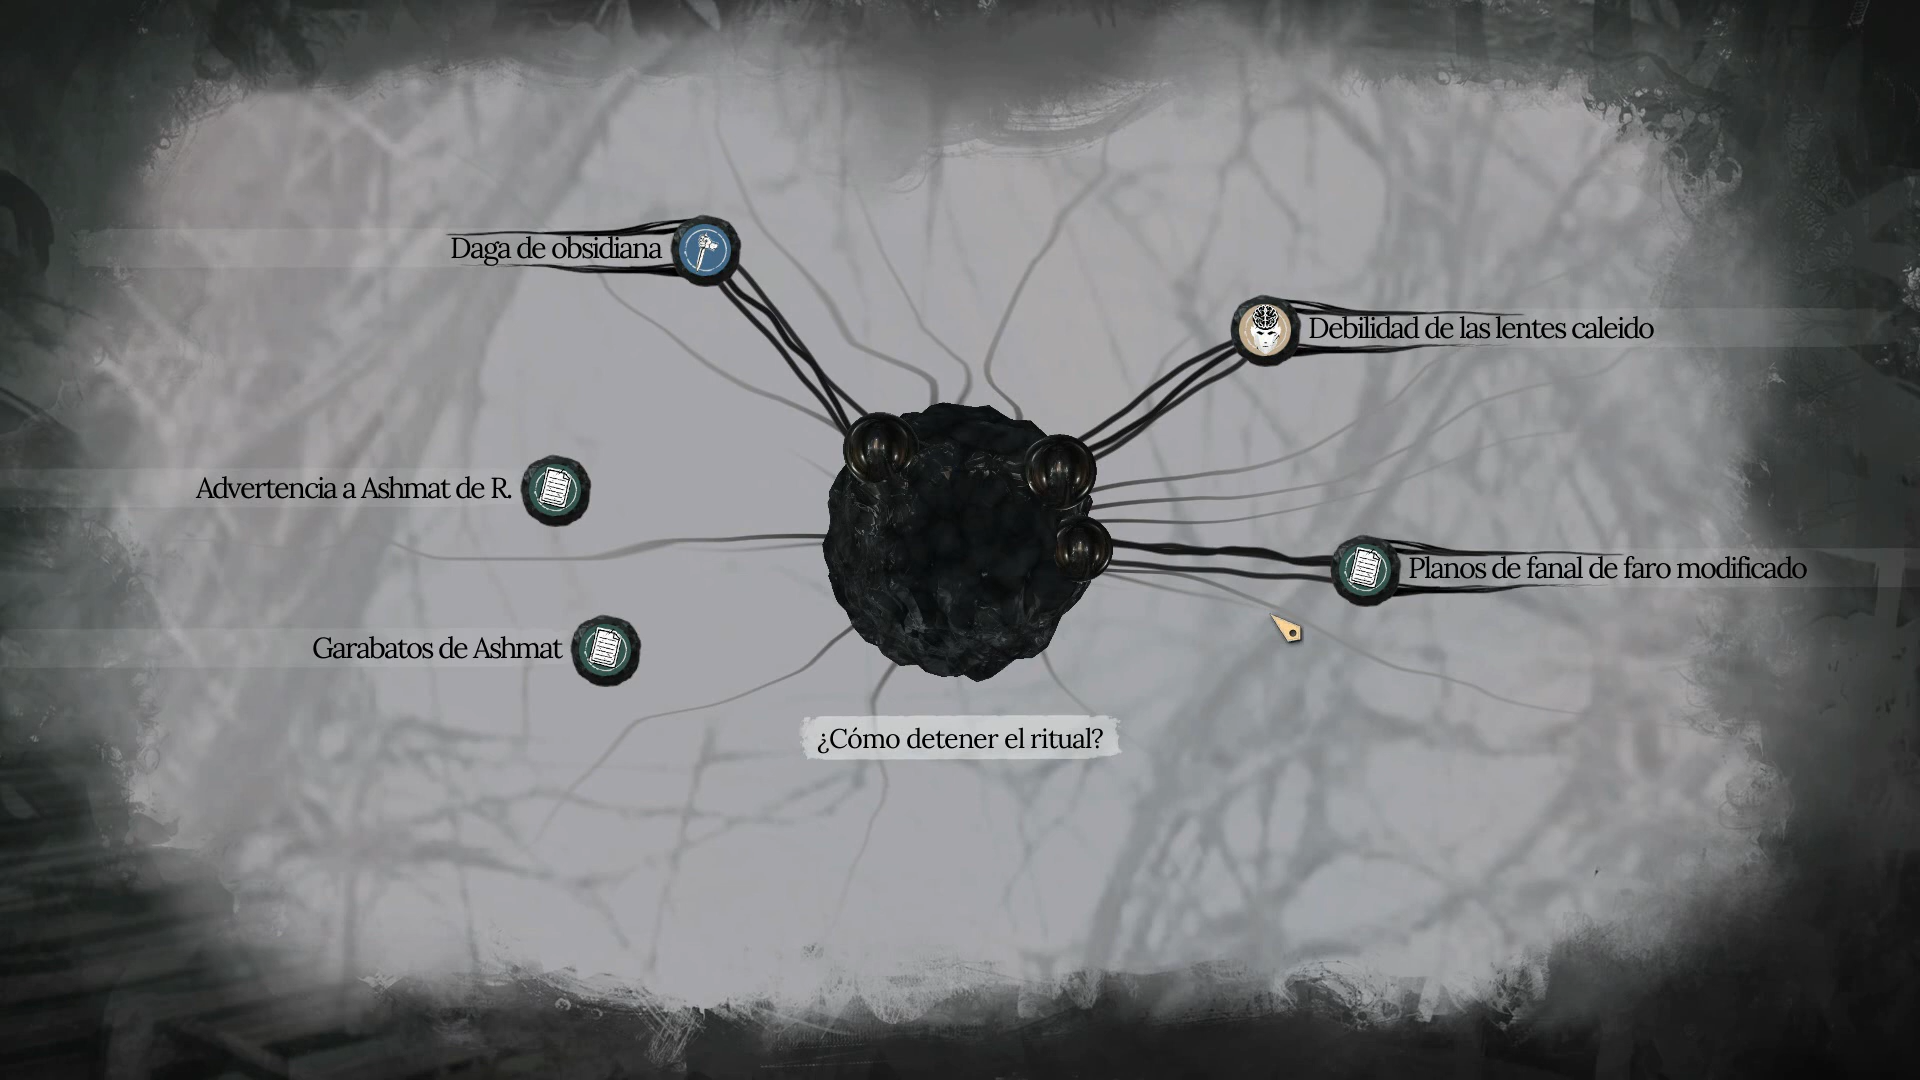 Daga de obsidiana
Debilidad de las lentes caleido
Advertencia a Ashmat de R.
Planos de fanal de faro modificado
Garabatos de Ashmat
¿Cómo detener el ritual?